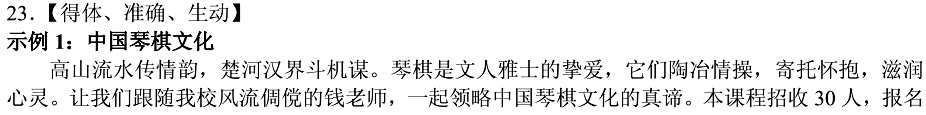 23.【得体、准确、生动】
示例 1：中国琴棋文化
高山流水传情韵，楚河汉界斗机谋。琴棋是文人雅士的挚爱，它们陶冶情操，寄托怀抱，滋润
心灵。让我们跟随我校风流倜傥的钱老师，一起领略中国琴棋文化的真谛。本课程招收 30 人，报名